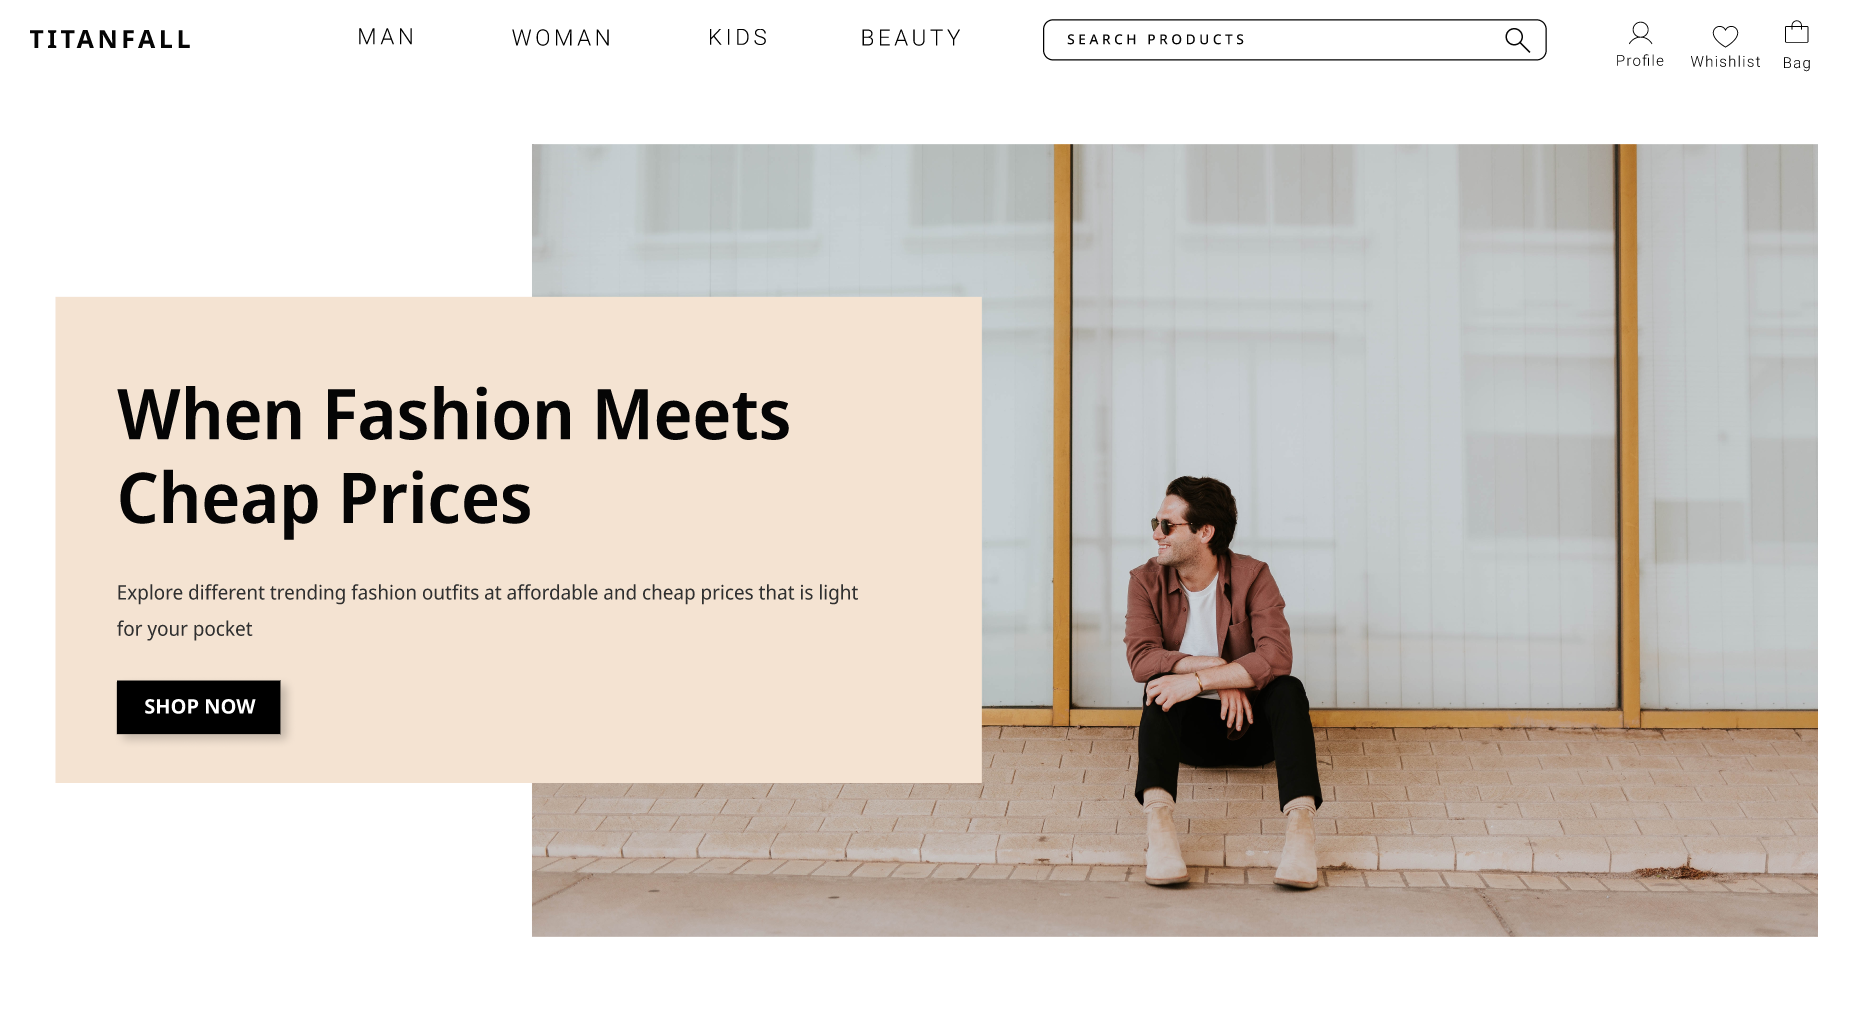 TITANFALL
MAN
WOMAN
KIDS
BEAUTY
SEARCH PRODUCTS
Profile
Whishlist
Bag
When Fashion Meets
Cheap Prices
Explore different trending fashion outfits at affordable and cheap prices that is light
for your pocket
SHOP NOW